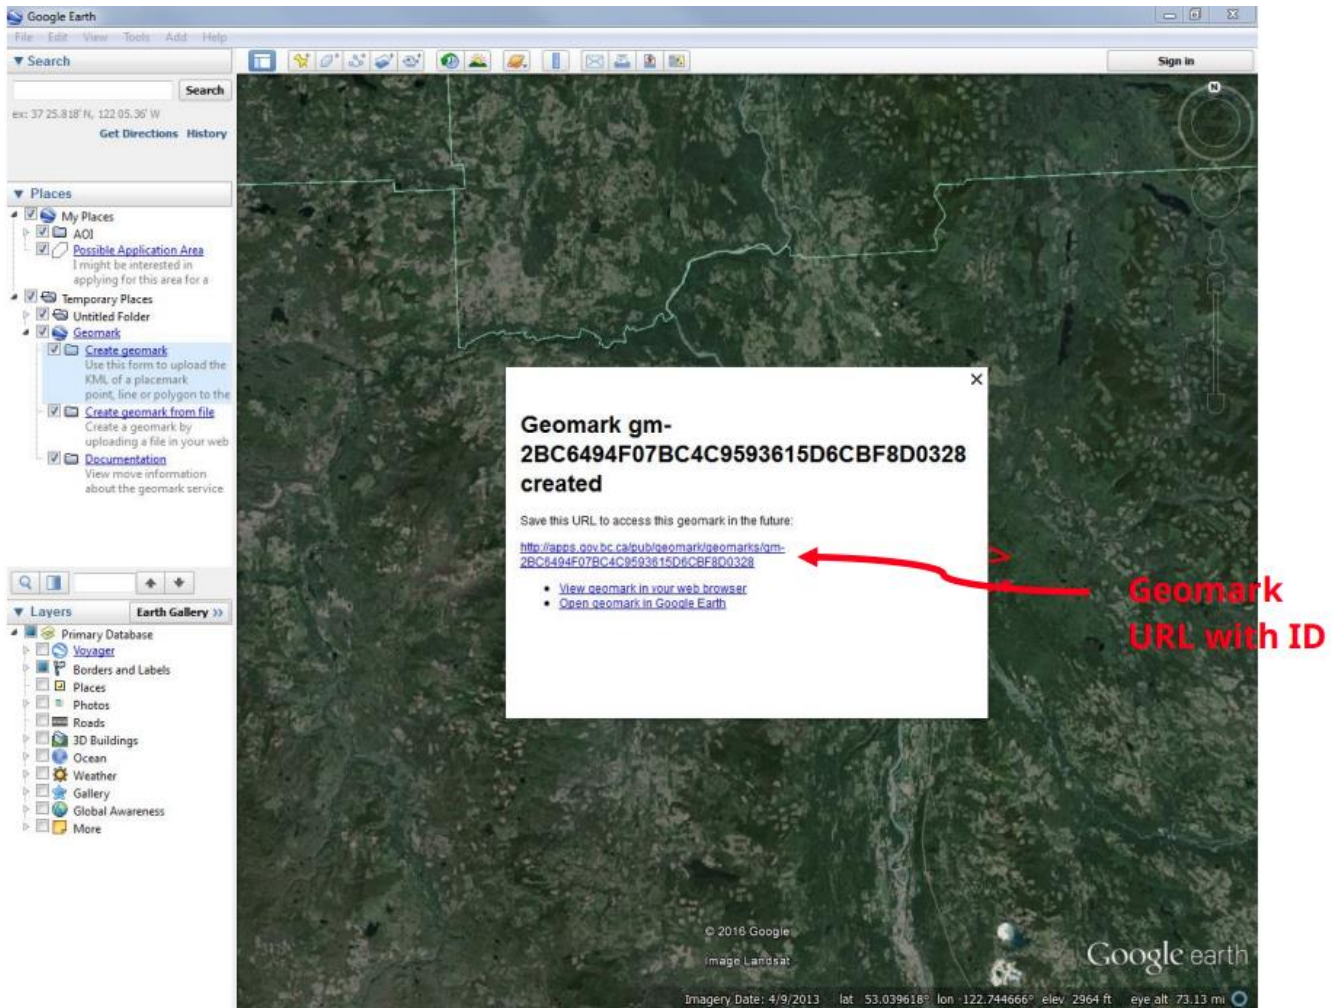 Google Earth
File Edit View Tools Add Help
Search
Sign in
Search
ex: 37 25.818' N, 122 05.36' W
Get Directions History
N
Places
My Places
AOI
Possible Application Area
I might be interested in
applying for this area for a
Temporary Places
Untitled Folder
Geomark
Create geomark
Use this form to upload the
KML of a placemark
point, line or polygon to the
Create geomark from file
Create a geomark by
uploading a file in your web
Documentation
View move information
about the geomark service
Geomark gm-
2BC6494F07BC4C9593615D6CBF8D0328
created
Save this URL to access this geomark in the future:
http://apps.gov.bc.ca/pub/geomark/geomarks/gm-
2BC6494F07BC4C9593615D6CBF8D0328
View geomark in your web browser
Open geomark in Google Earth
Geomark
URL with ID
Layers
Earth Gallery »
Primary Database
Voyager
Borders and Labels
Places
Photos
Roads
3D Buildings
Ocean
Weather
Gallery
Global Awareness
More
© 2016 Google
Image Landsat
Google earth
Imagery Date: 4/9/2013 lat 53.039618° lon -122.744666° elev 2964 ft eye alt 73.13 mi